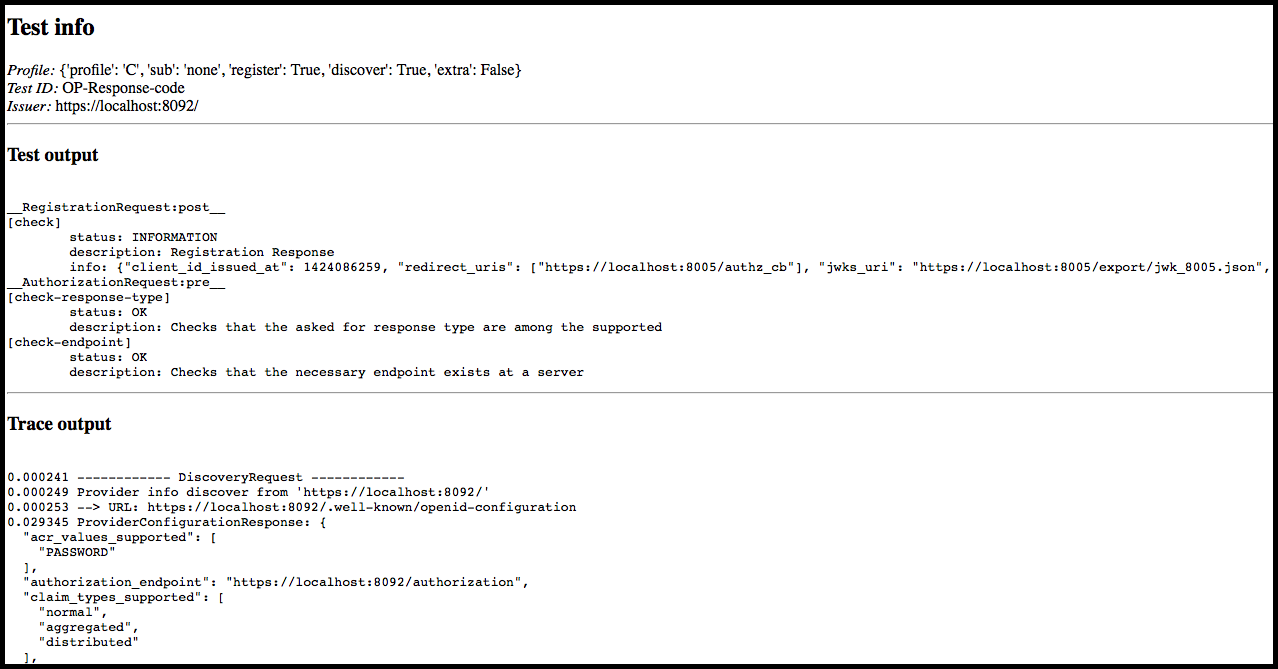 Test info
Profile: {'profile': 'C', 'sub': 'none', 'register': True, 'discover': True, 'extra': False}
Test ID: OP-Response-code
Issuer: https://localhost:8092/
Test output
__RegistrationRequest:post__
[check]
status: INFORMATION
description: Registration Response
info: {"client_id_issued_at": 1424086259, "redirect_uris": ["https://localhost:8005/authz_cb"], "jwks_uri": "https://localhost:8005/export/jwk_8005.json",
__AuthorizationRequest:pre__
[check-response-type]
status: OK
description: Checks that the asked for response type are among the supported
[check-endpoint]
status: OK
description: Checks that the necessary endpoint exists at a server
Trace output
0.000241 ------------ DiscoveryRequest ------------
0.000249 Provider info discover from 'https://localhost:8092/'
0.000253 --> URL: https://localhost:8092/.well-known/openid-configuration
0.029345 ProviderConfigurationResponse: {
"acr_values_supported": [
"PASSWORD"
],
"authorization_endpoint": "https://localhost:8092/authorization",
"claim_types_supported": [
"normal",
"aggregated",
"distributed"
],